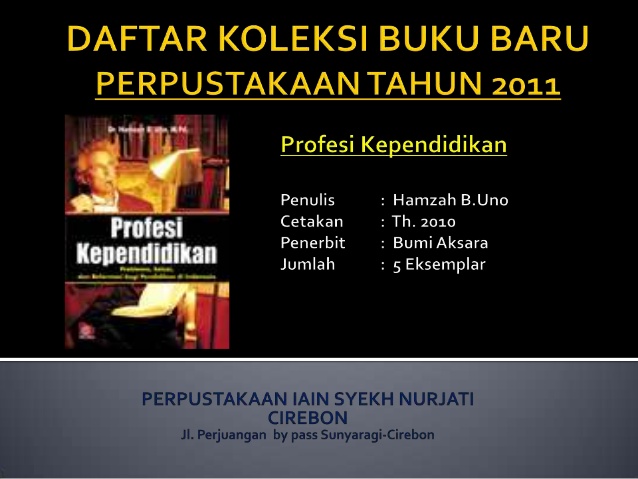 DAFTAR KOLEKSI BUKU BARU
PERPUSTAKAAN TAHUN 2011
Dr. Hamzah B. Uno, M.Pd.
Profesi
Kependidikan
Problema, Solusi,
dan Reformasi Pendidikan di Indonesia
Profesi Kependidikan
Penulis : Hamzah B.Uno
Cetakan : Th. 2010
Penerbit : Bumi Aksara
Jumlah : 5 Eksemplar
PERPUSTAKAAN IAIN SYEKH NURJATI
CIREBON
Jl. Perjuangan by pass Sunyaragi-Cirebon